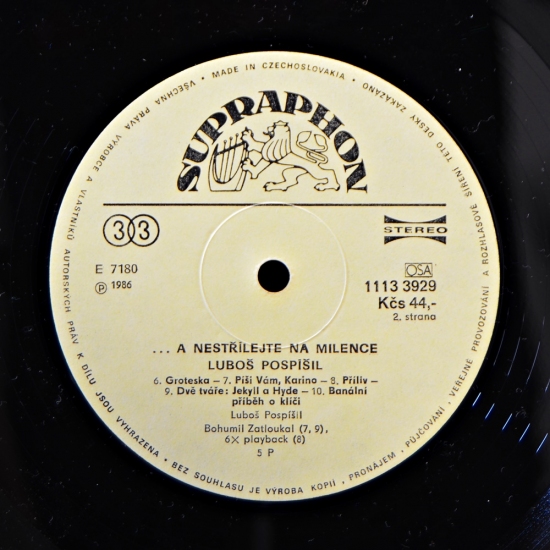 • MADE IN CZECHOSLOVAKIA •
VŠECHNA PRÁVA VÝROBCE A VLASTNÍKŮ AUTORSKÝCH PRÁV K DÍLU JSOU VYHRAZENA • BEZ SOUHLASU JE VÝROBA KOPIÍ, PRONÁJEM, PŮJČOVÁNÍ, VEŘEJNÉ PROVOZOVÁNÍ A ROZHLASOVÉ ŠÍŘENÍ TÉTO DESKY ZAKÁZÁNO
SUPRAPHON
33
STEREO
E 7180
Ⓟ 1986
OSA
1113 3929
Kčs 44,-
2. strana
... A NESTŘÍLEJTE NA MILENCE
LUBOŠ POSPÍŠIL
6. Groteska – 7. Píši Vám, Karino – 8. Příliv –
9. Dvě tváře: Jekyll a Hyde – 10. Banální
příběh o klíči
Luboš Pospíšil
Bohumil Zatloukal (7, 9),
6× playback (8)
5 P